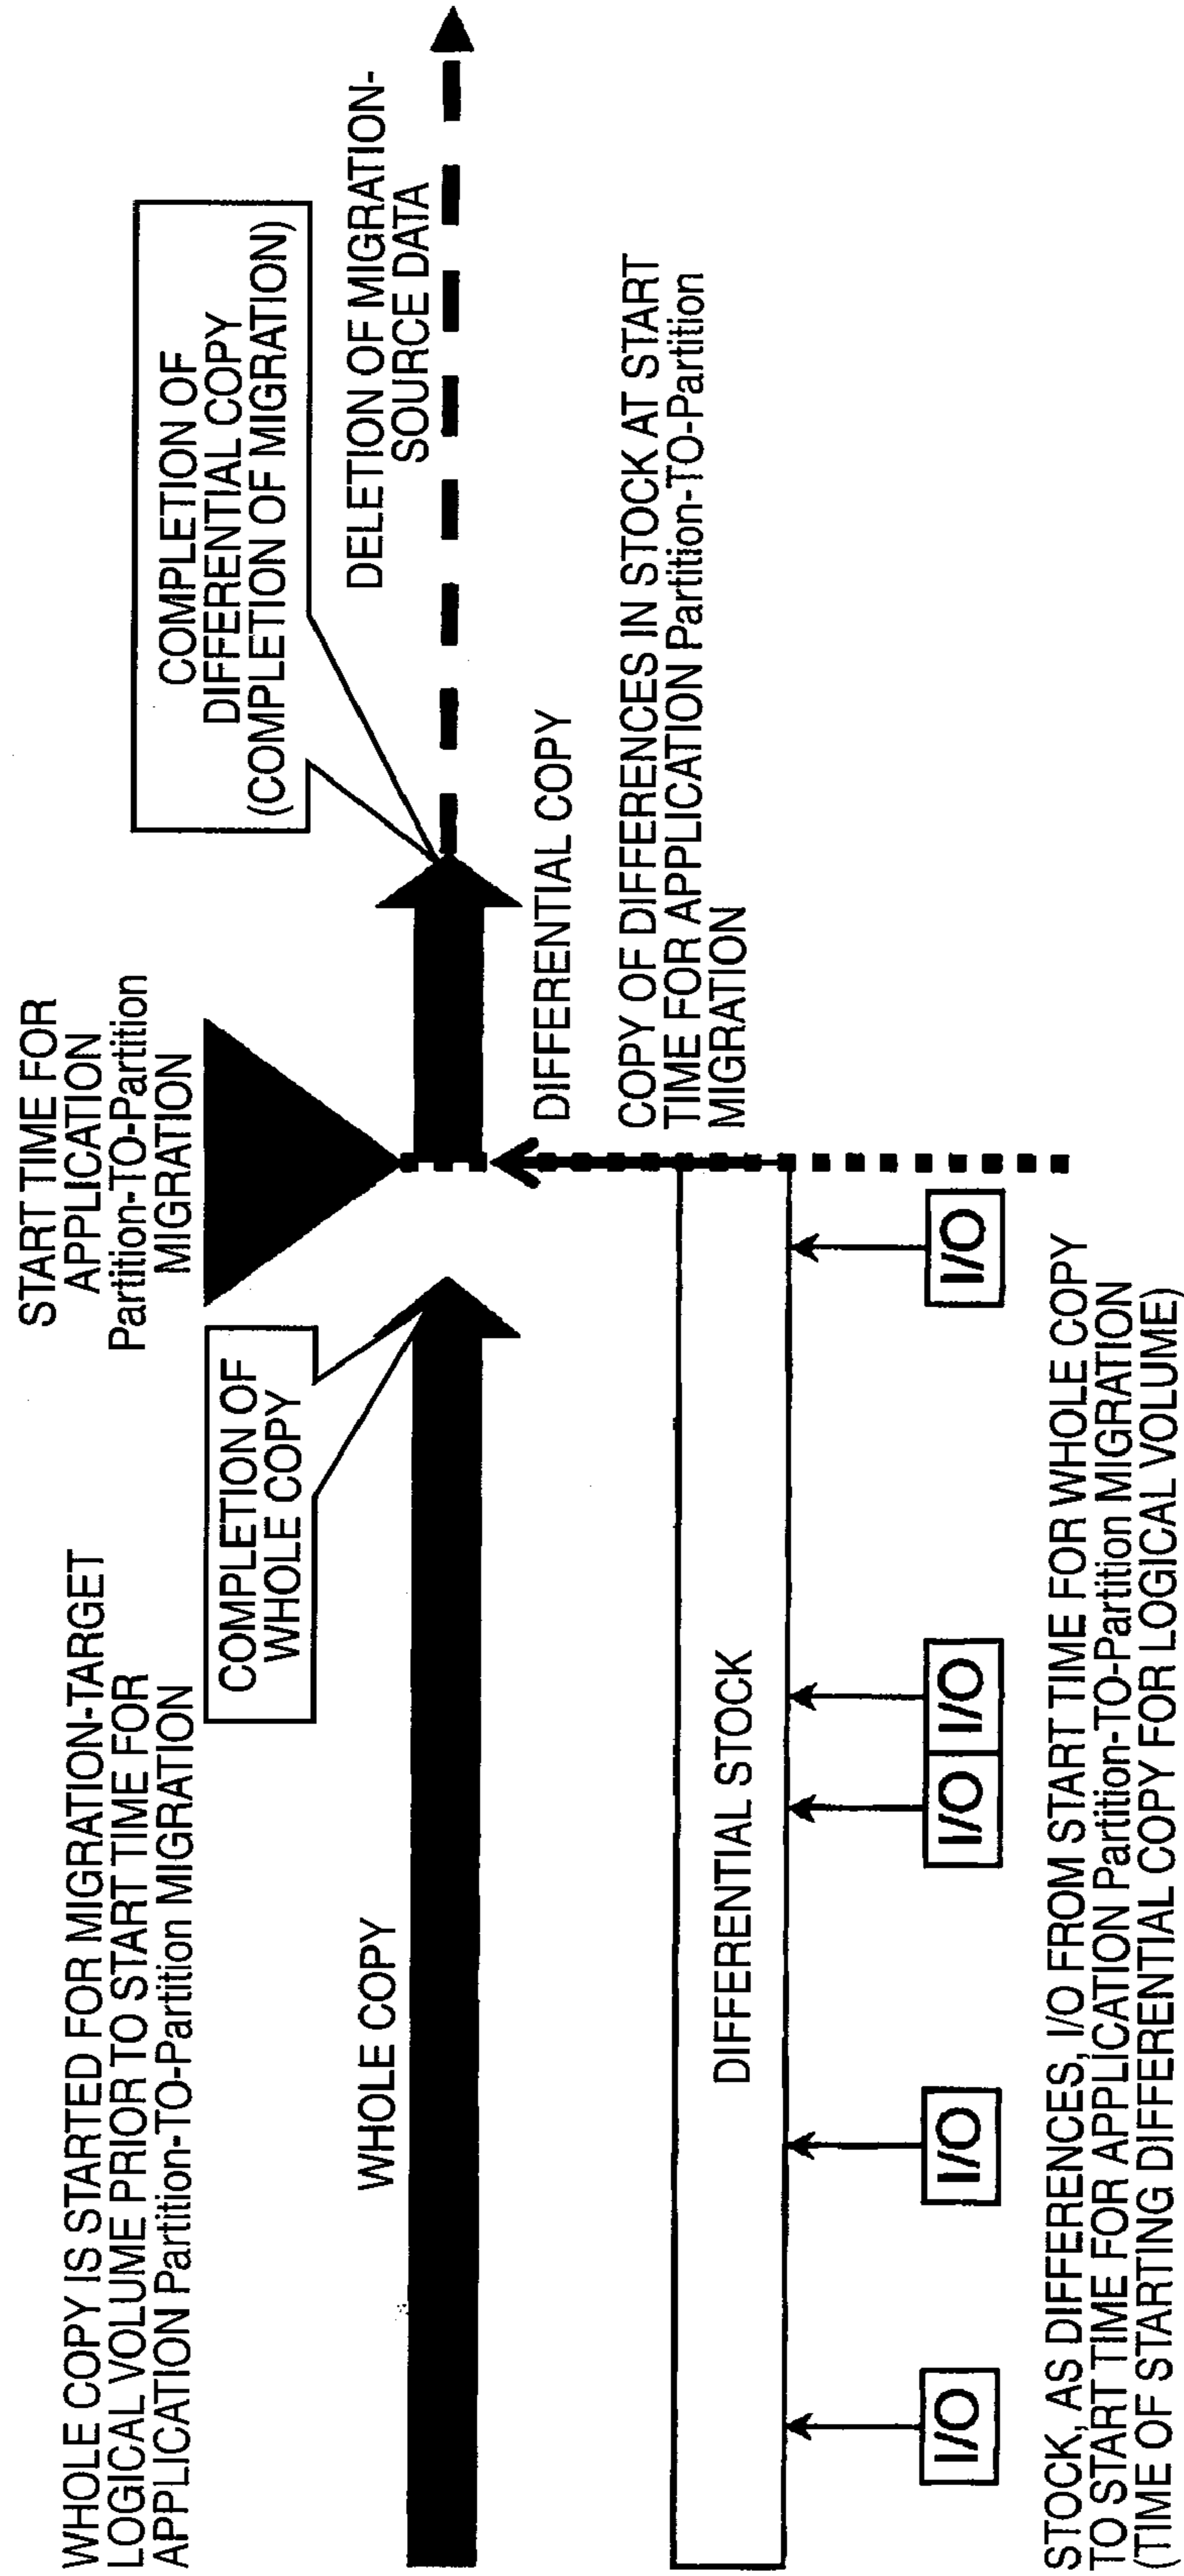 WHOLE COPY IS STARTED FOR MIGRATION-TARGET
LOGICAL VOLUME PRIOR TO START TIME FOR
APPLICATION Partition-TO-Partition MIGRATION
START TIME FOR
APPLICATION
Partition-TO-Partition
MIGRATION
COMPLETION OF
WHOLE COPY
COMPLETION OF
DIFFERENTIAL COPY
(COMPLETION OF MIGRATION)
WHOLE COPY
DELETION OF MIGRATION-
SOURCE DATA
DIFFERENTIAL COPY
COPY OF DIFFERENCES IN STOCK AT START
TIME FOR APPLICATION Partition-TO-Partition
MIGRATION
DIFFERENTIAL STOCK
I/O
I/O
I/O
I/O
I/O
STOCK, AS DIFFERENCES, I/O FROM START TIME FOR WHOLE COPY
TO START TIME FOR APPLICATION Partition-TO-Partition MIGRATION
(TIME OF STARTING DIFFERENTIAL COPY FOR LOGICAL VOLUME)